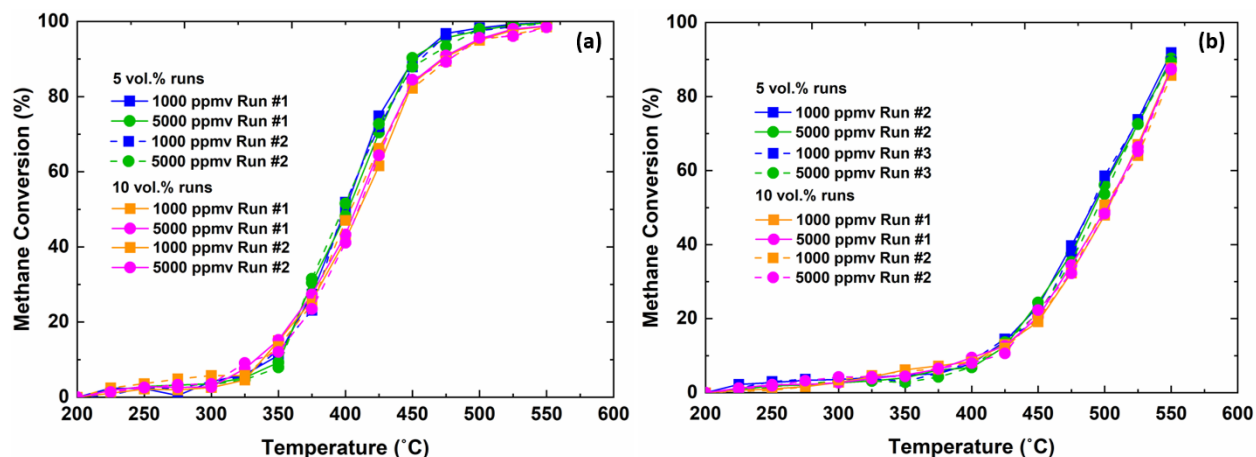 (a)
Methane Conversion (%)
100
80
60
40
20
0
5 vol.% runs
1000 ppmv Run #1
5000 ppmv Run #1
1000 ppmv Run #2
5000 ppmv Run #2
10 vol.% runs
1000 ppmv Run #1
5000 ppmv Run #1
1000 ppmv Run #2
5000 ppmv Run #2
200 250 300 350 400 450 500 550 600
Temperature (˚C)
(b)
Methane Conversion (%)
100
80
60
40
20
0
5 vol.% runs
1000 ppmv Run #2
5000 ppmv Run #2
1000 ppmv Run #3
5000 ppmv Run #3
10 vol.% runs
1000 ppmv Run #1
5000 ppmv Run #1
1000 ppmv Run #2
5000 ppmv Run #2
200 250 300 350 400 450 500 550 600
Temperature (˚C)